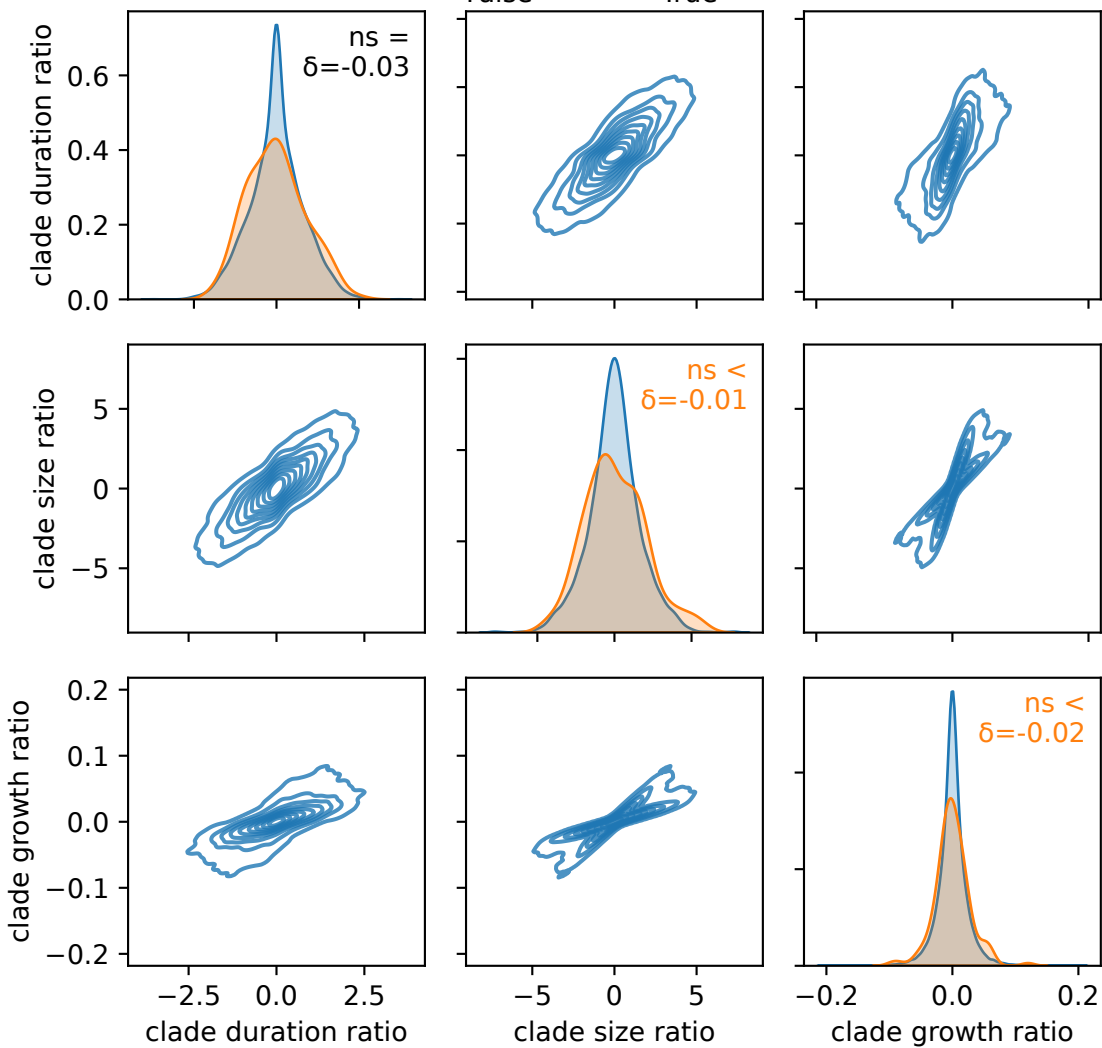 clade duration ratio
0.6
0.4
0.2
0.0
ns =
δ=-0.03
clade size ratio
5
0
−5
ns <
δ=-0.01
clade growth ratio
0.2
0.1
0.0
−0.1
−0.2
ns <
δ=-0.02
−2.5
0.0
2.5
−5
0
5
−0.2
0.0
0.2
clade duration ratio
clade size ratio
clade growth ratio